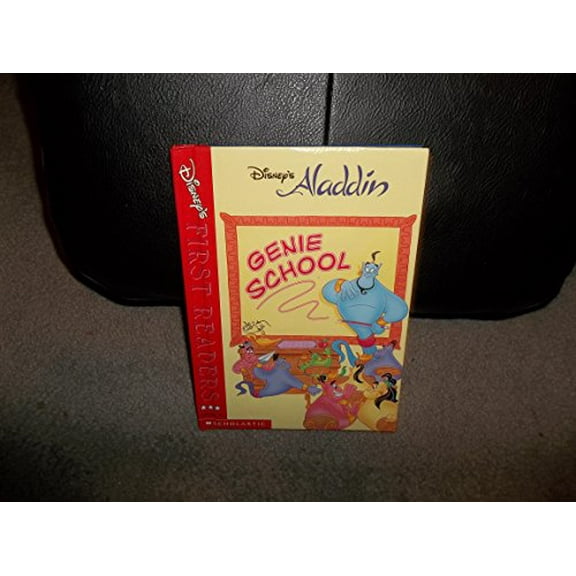 Disney's Aladdin
GENIE
SCHOOL
Disney's FIRST READERS
SCHOLASTIC